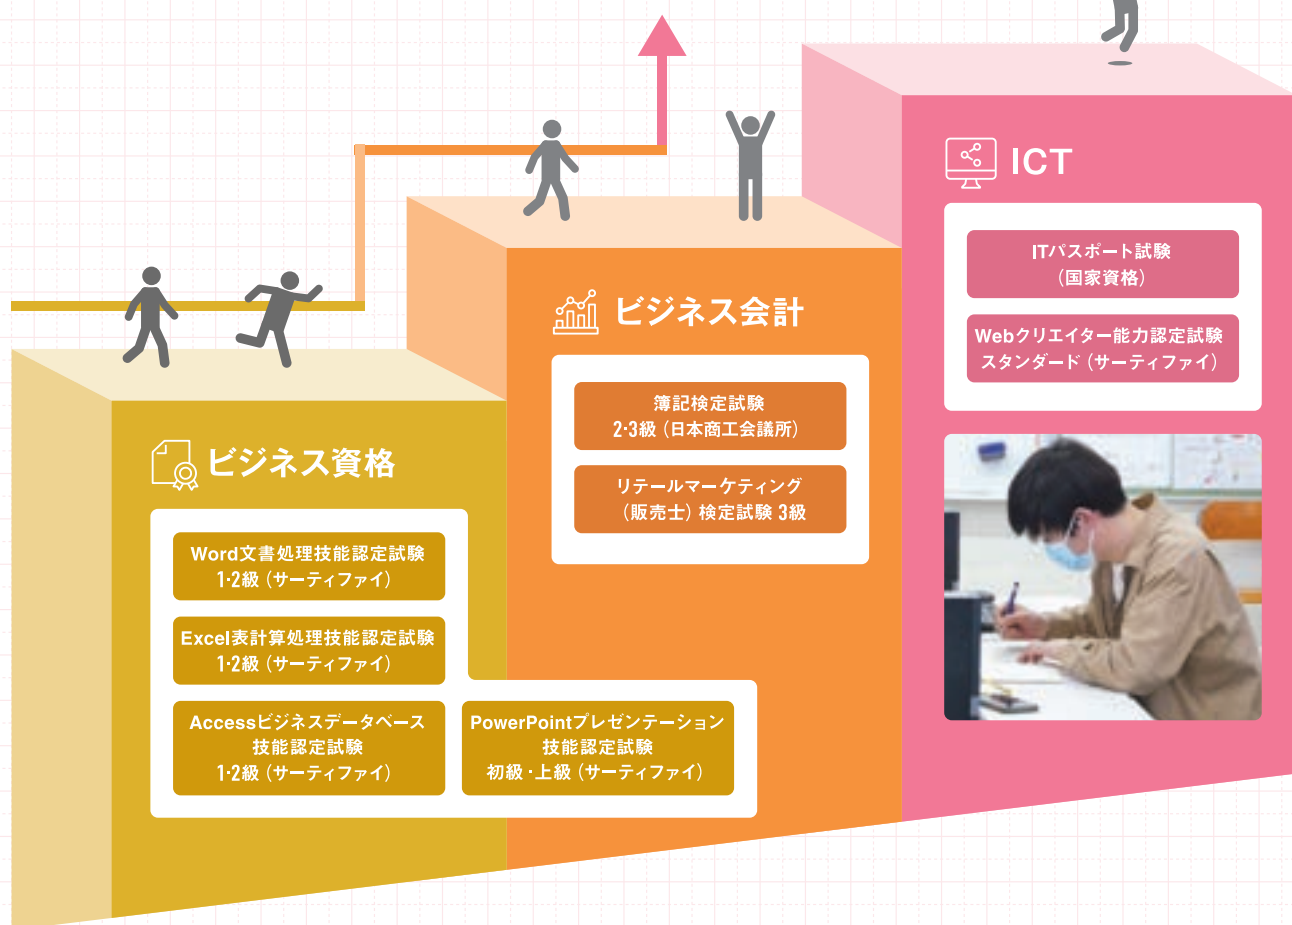 ビジネス資格
Word文書処理技能認定試験
1·2級（サーティファイ）
Excel表計算処理技能認定試験
1·2級（サーティファイ）
Accessビジネスデータベース
技能認定試験
1·2級（サーティファイ）
PowerPointプレゼンテーション
技能認定試験
初級·上級（サーティファイ）
ビジネス会計
簿記検定試験
2·3級（日本商工会議所）
リテールマーケティング
（販売士）検定試験 3級
ICT
ITパスポート試験
（国家資格）
Webクリエイター能力認定試験
スタンダード（サーティファイ）